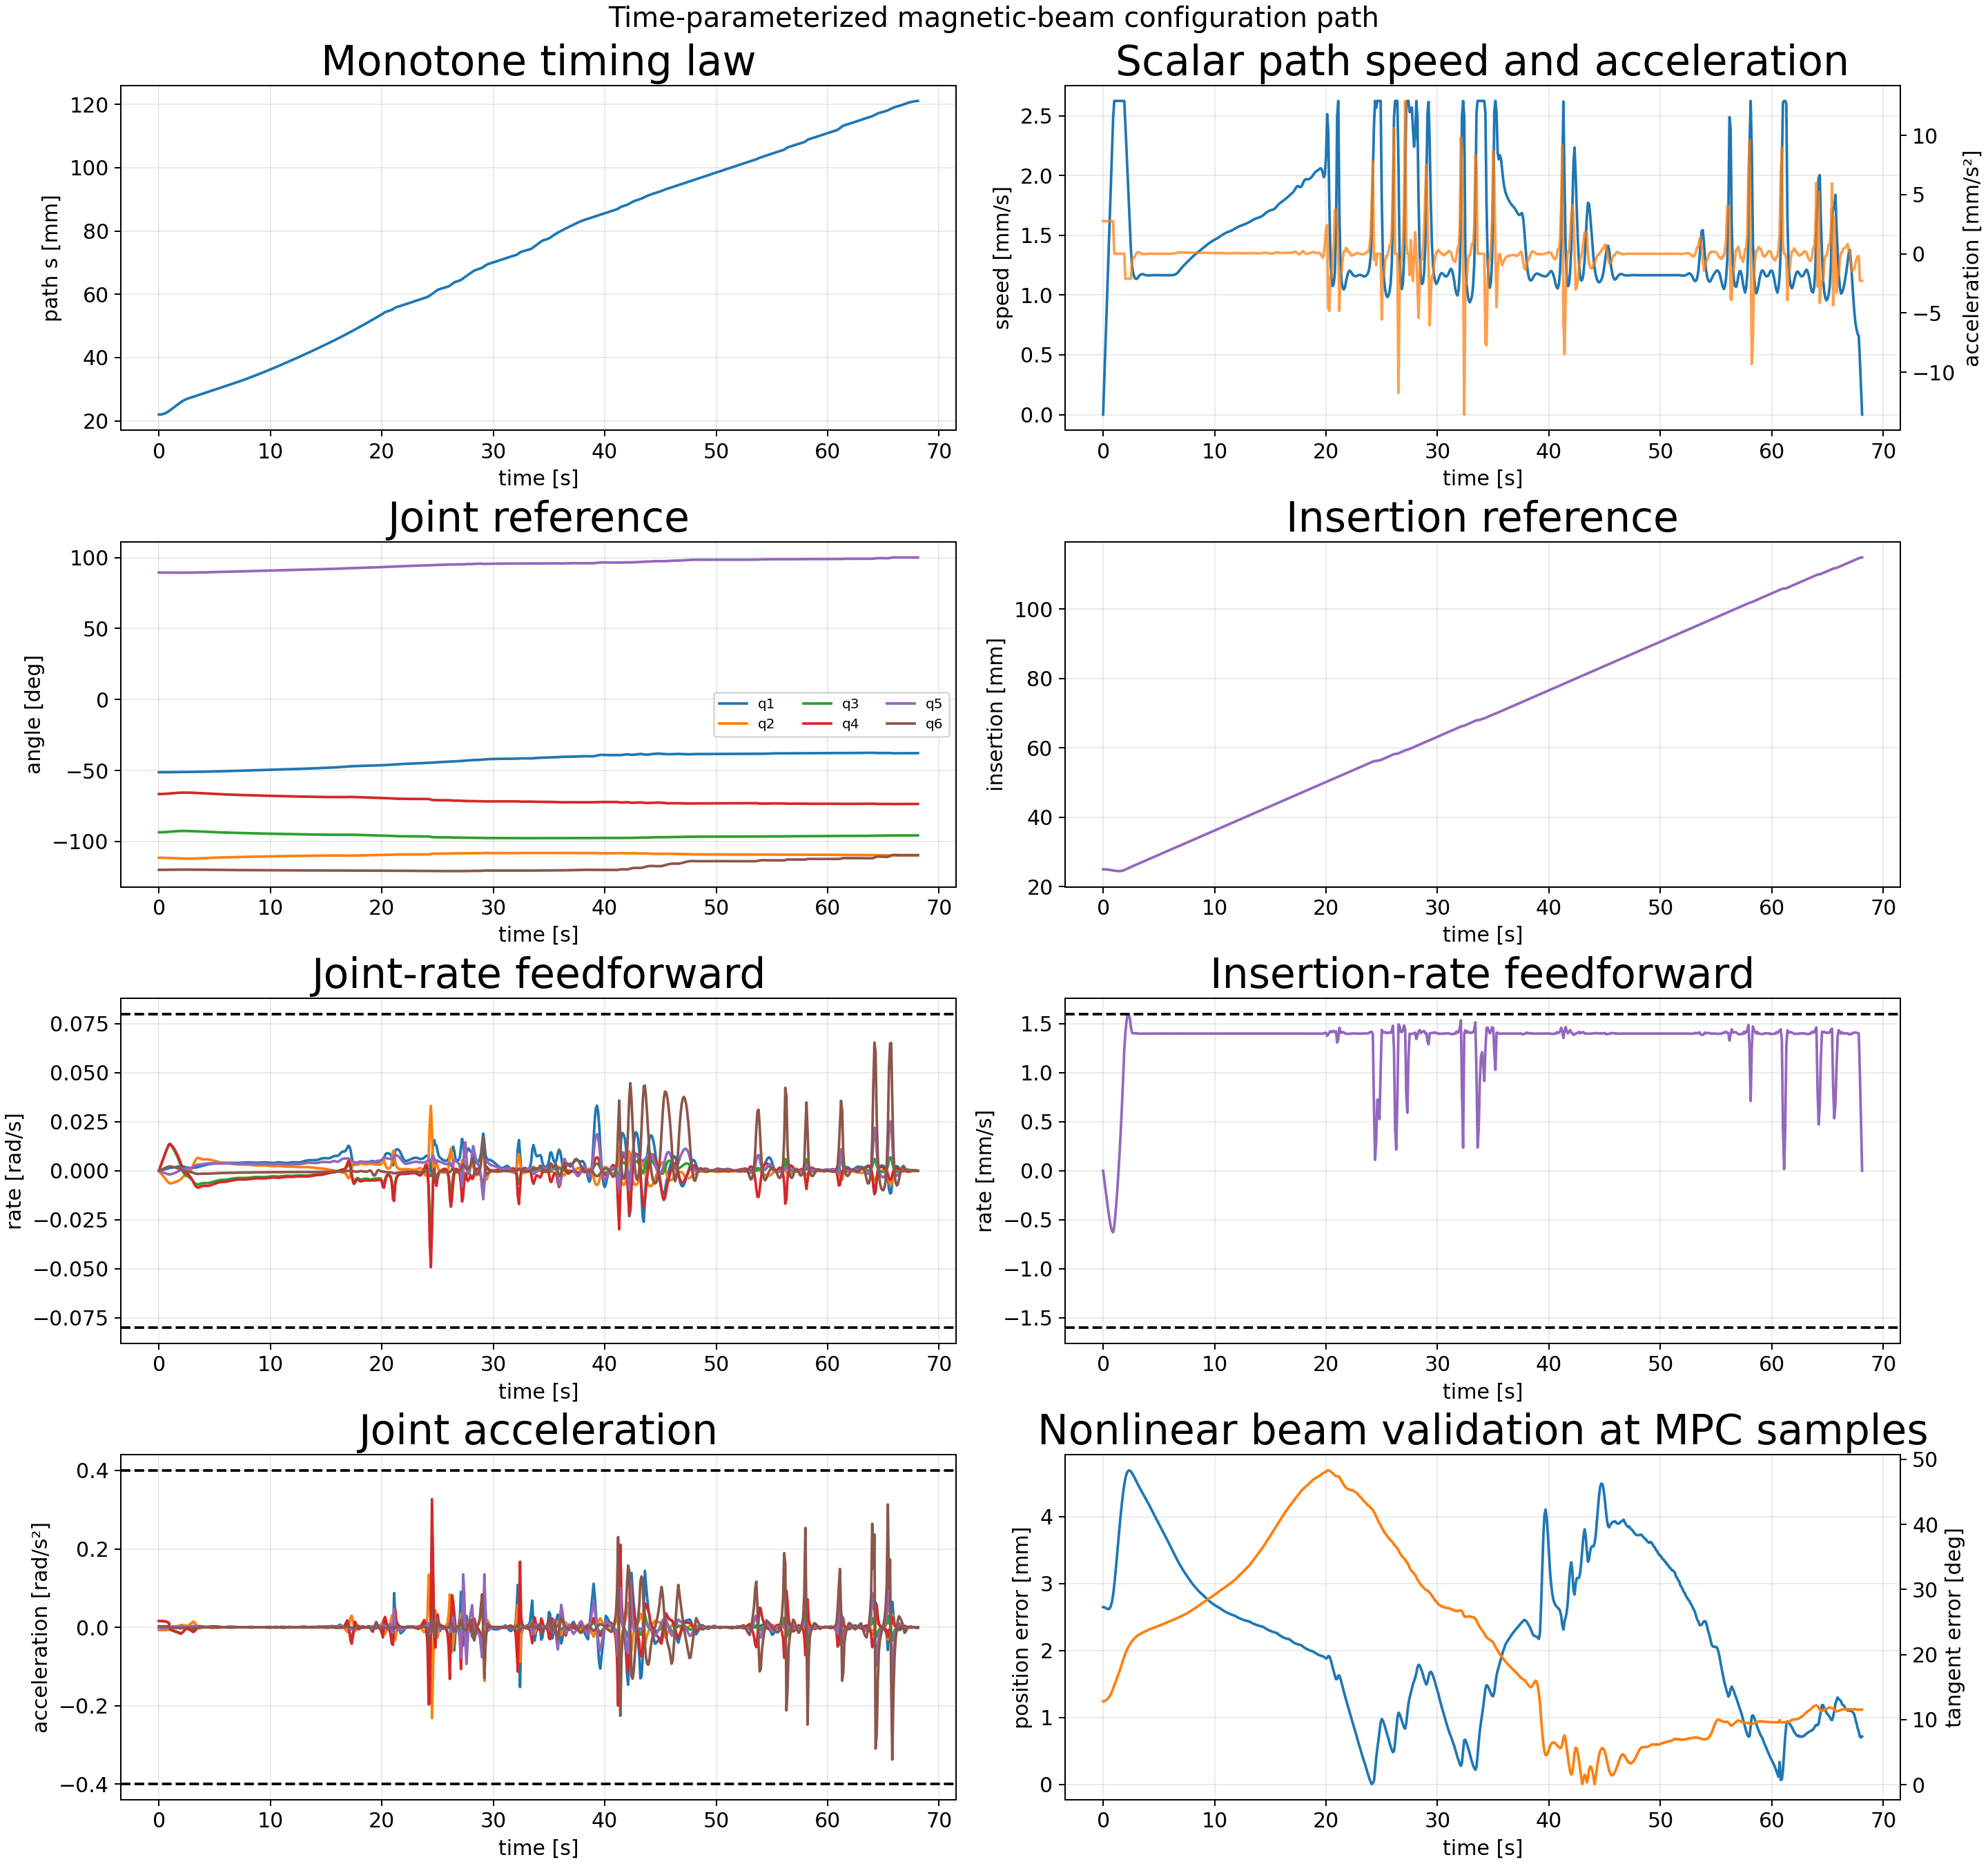 Time-parameterized magnetic-beam configuration path
Monotone timing law
path s [mm]
120
100
80
60
40
20
0 10 20 30 40 50 60 70
time [s]
Scalar path speed and acceleration
speed [mm/s]
2.5
2.0
1.5
1.0
0.5
0.0
10
5
0
−5
−10
acceleration [mm/s²]
0 10 20 30 40 50 60 70
time [s]
Joint reference
angle [deg]
100
50
0
−50
−100
q1 q3 q5
q2 q4 q6
0 10 20 30 40 50 60 70
time [s]
Insertion reference
insertion [mm]
100
80
60
40
20
0 10 20 30 40 50 60 70
time [s]
Joint-rate feedforward
rate [rad/s]
0.075
0.050
0.025
0.000
−0.025
−0.050
−0.075
0 10 20 30 40 50 60 70
time [s]
Insertion-rate feedforward
rate [mm/s]
1.5
1.0
0.5
0.0
−0.5
−1.0
−1.5
0 10 20 30 40 50 60 70
time [s]
Joint acceleration
acceleration [rad/s²]
0.4
0.2
0.0
−0.2
−0.4
0 10 20 30 40 50 60 70
time [s]
Nonlinear beam validation at MPC samples
position error [mm]
4
3
2
1
0
50
40
30
20
10
0
tangent error [deg]
0 10 20 30 40 50 60 70
time [s]